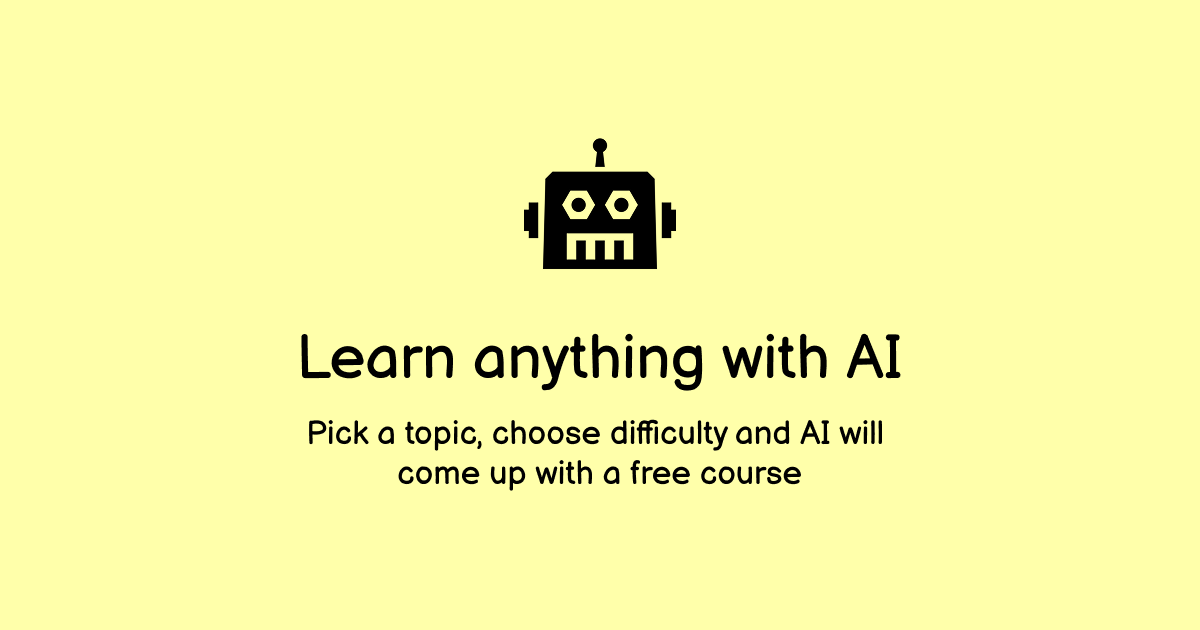 Learn anything with AI
Pick a topic, choose difficulty and AI will
come up with a free course